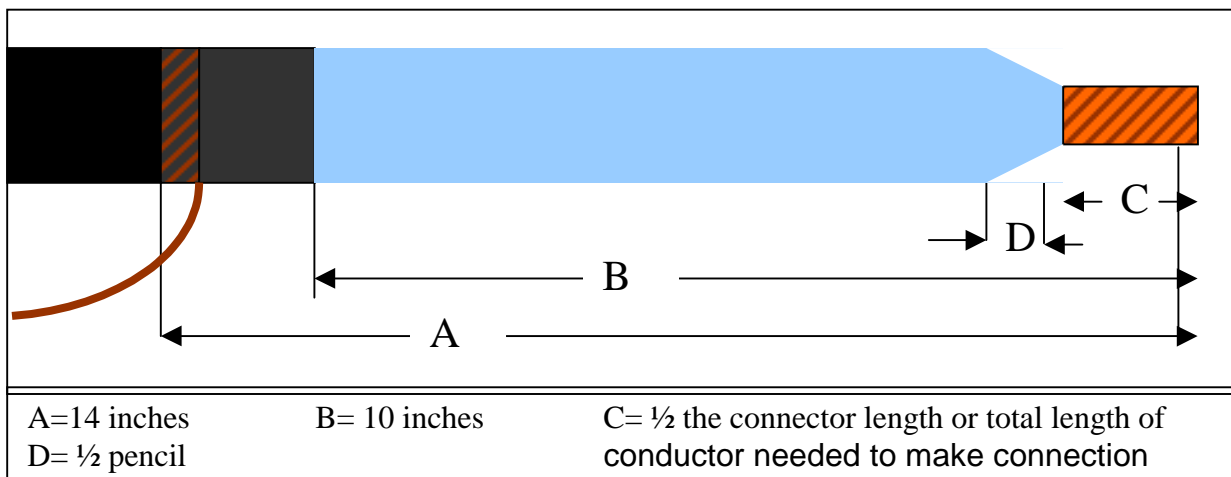 C
D
B
A
A=14 inches B= 10 inches C= ½ the connector length or total length of
D= ½ pencil conductor needed to make connection